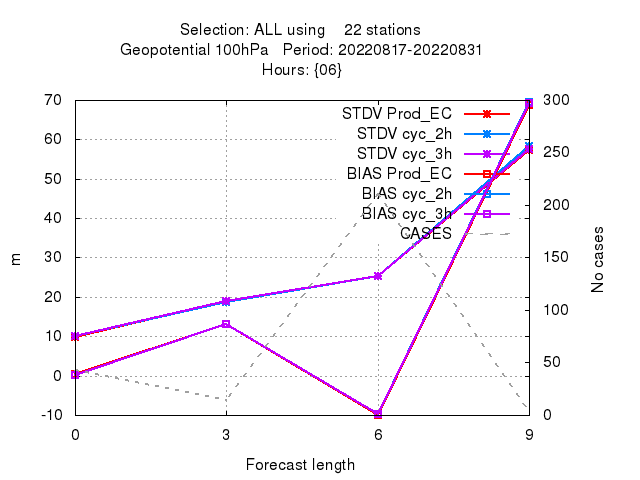 Selection: ALL using    22 stations
Geopotential 100hPa   Period: 20220817-20220831
Hours: {06}
70
60
50
40
30
20
10
0
-10
m
STDV Prod_EC
STDV cyc_2h
STDV cyc_3h
BIAS Prod_EC
BIAS cyc_2h
BIAS cyc_3h
CASES
300
250
200
150
100
50
0
No cases
0 3 6 9
Forecast length